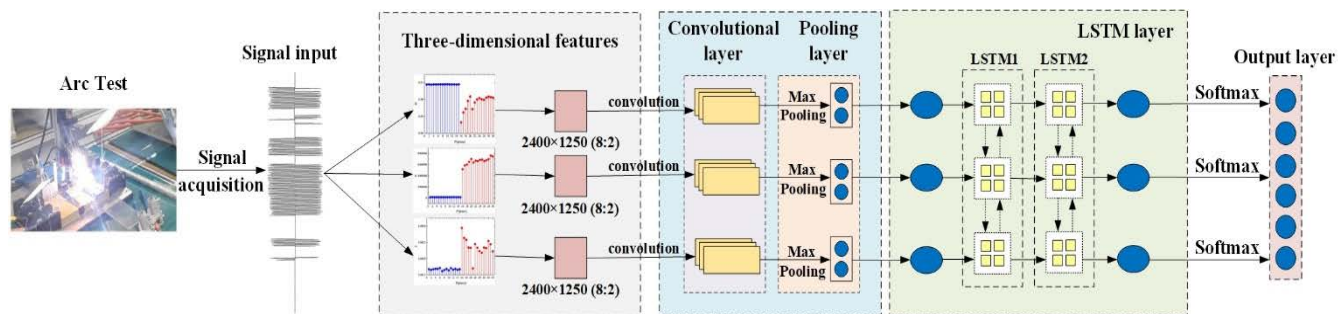 Arc Test
Signal
acquisition
Signal input
Three-dimensional features
2400×1250 (8:2)
2400×1250 (8:2)
2400×1250 (8:2)
convolution
convolution
convolution
Convolutional
layer
Pooling
layer
Max
Pooling
Max
Pooling
Max
Pooling
LSTM layer
LSTM1
LSTM2
Softmax
Softmax
Softmax
Output layer